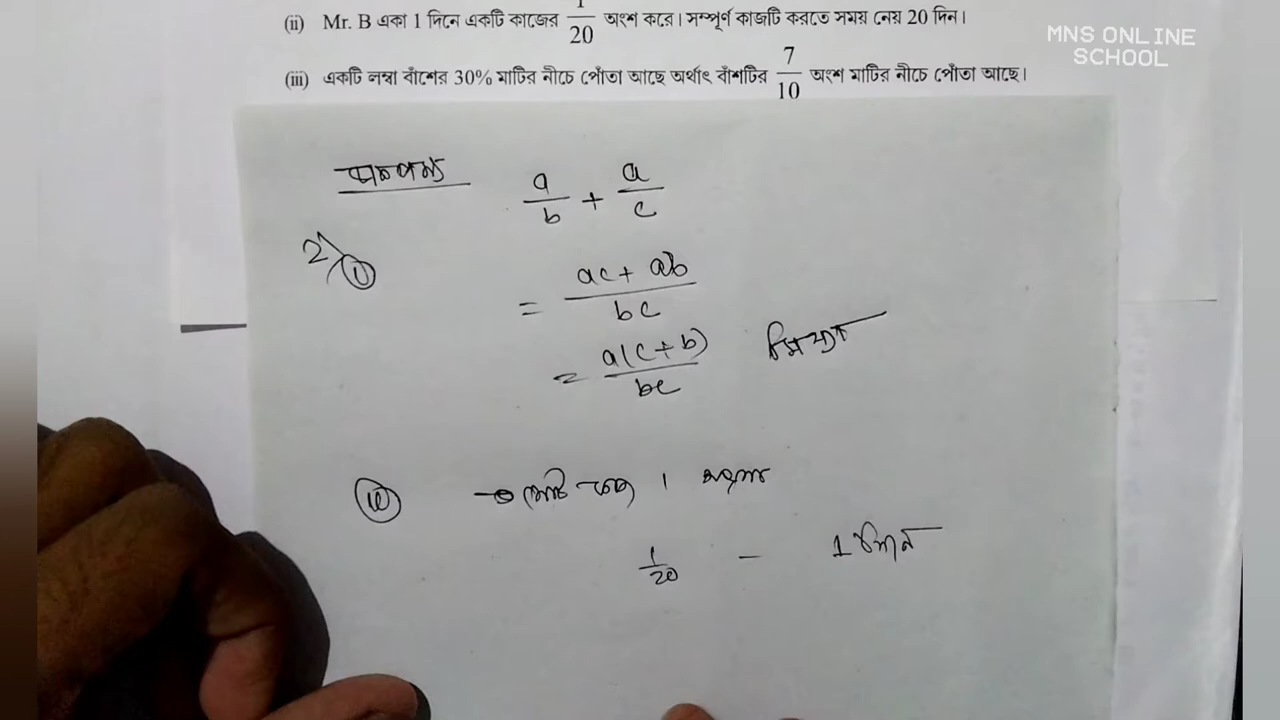 (ii) Mr. B একা 1 দিনে একটি কাজের 1/20 অংশ করে। সম্পূর্ণ কাজটি করতে সময় নেয় 20 দিন।
MNS ONLINE
SCHOOL
(iii) একটি লম্বা বাঁশের 30% মাটির নীচে পোঁতা আছে অর্থাৎ বাঁশটির 7/10 অংশ মাটির নীচে পোঁতা আছে।
a/b + a/c
2) (i)
= ac + ab / bc
= a(c + b) / bc মিথ্যা
(ii) মোট কাজ 1 অংশ
1/20 — 1 দিনে